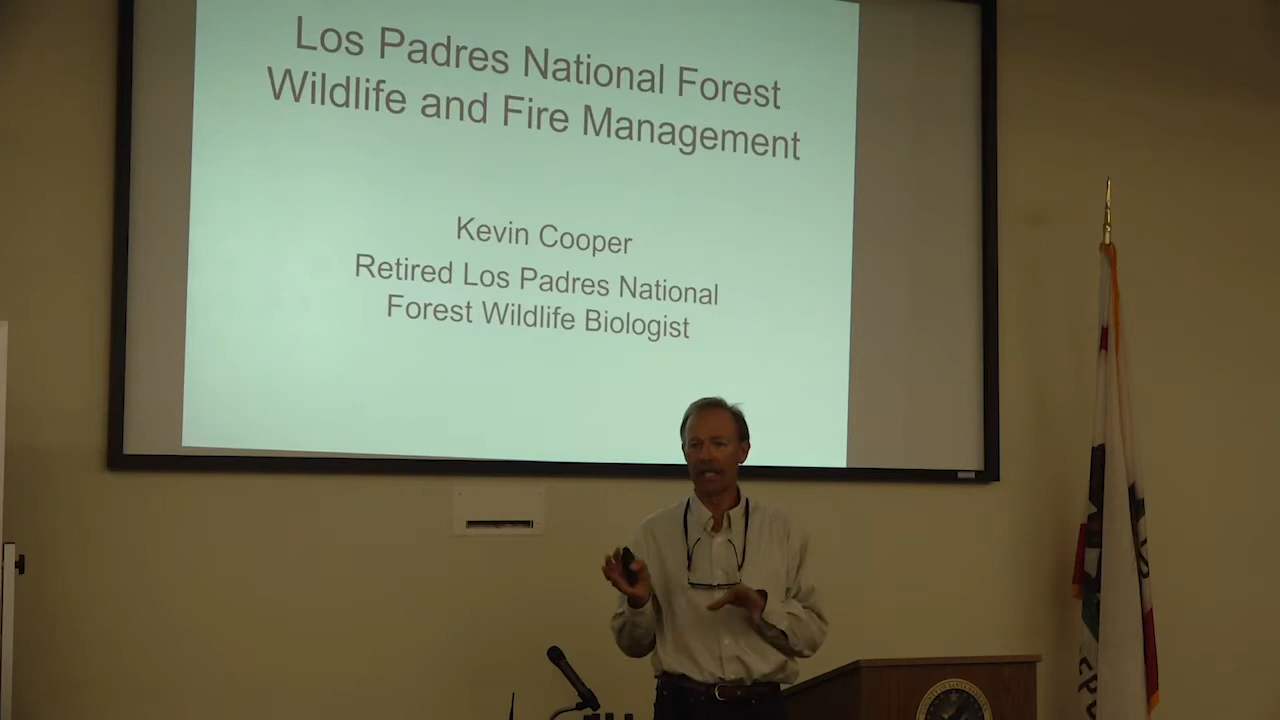 Los Padres National Forest
Wildlife and Fire Management
Kevin Cooper
Retired Los Padres National
Forest Wildlife Biologist